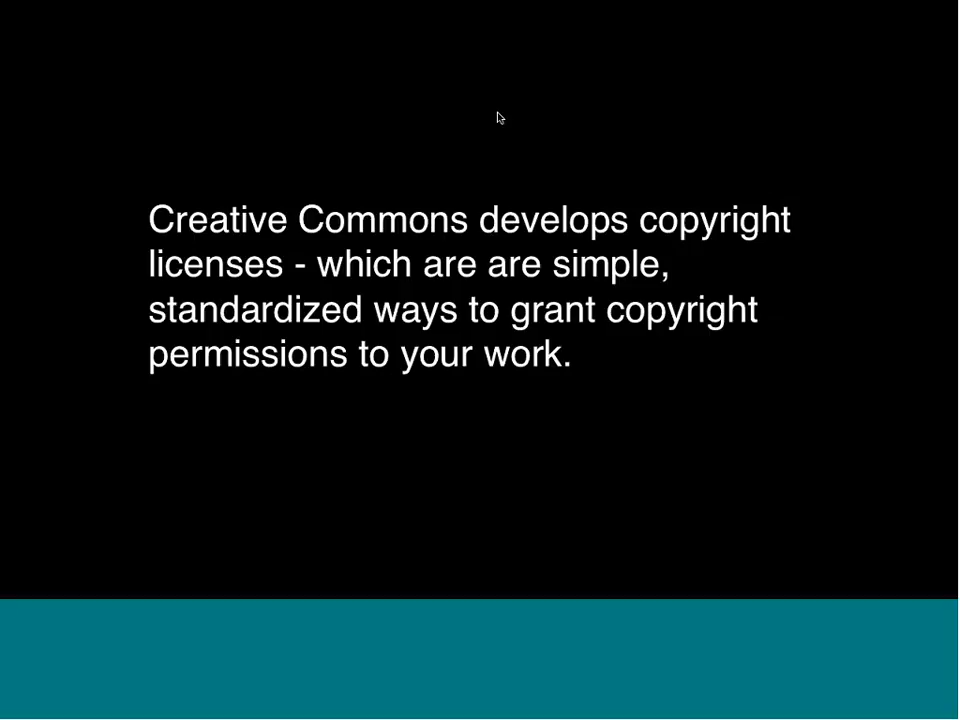 Creative Commons develops copyright
licenses - which are are simple,
standardized ways to grant copyright
permissions to your work.